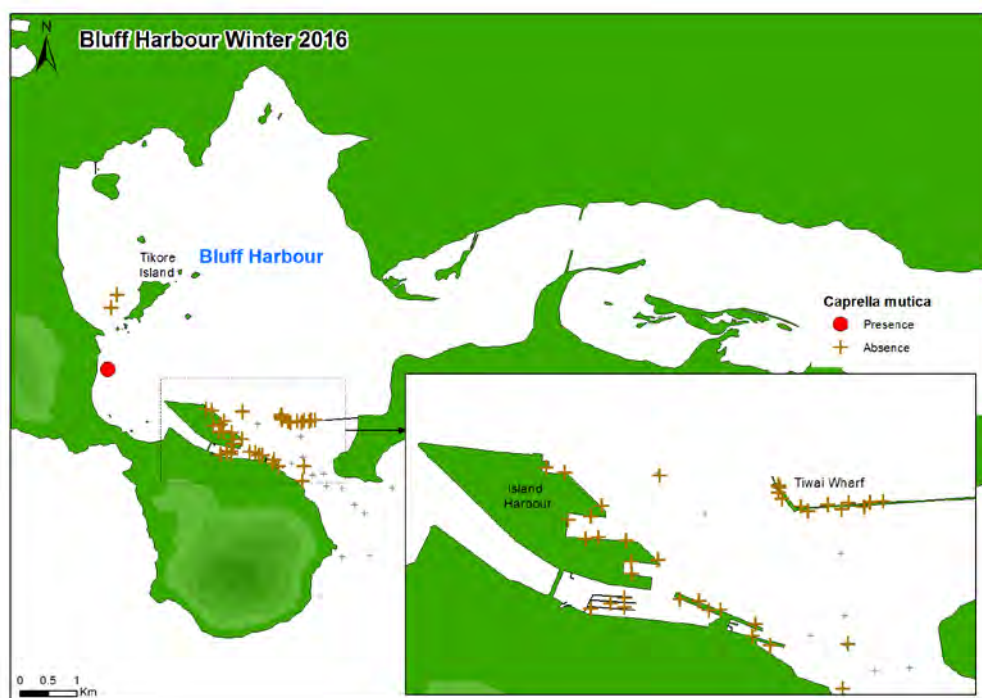 N
Bluff Harbour Winter 2016
Tikore
Island
Bluff Harbour
Caprella mutica
Presence
Absence
Tiwai Wharf
Island
Harbour
0 0.5 1
Km